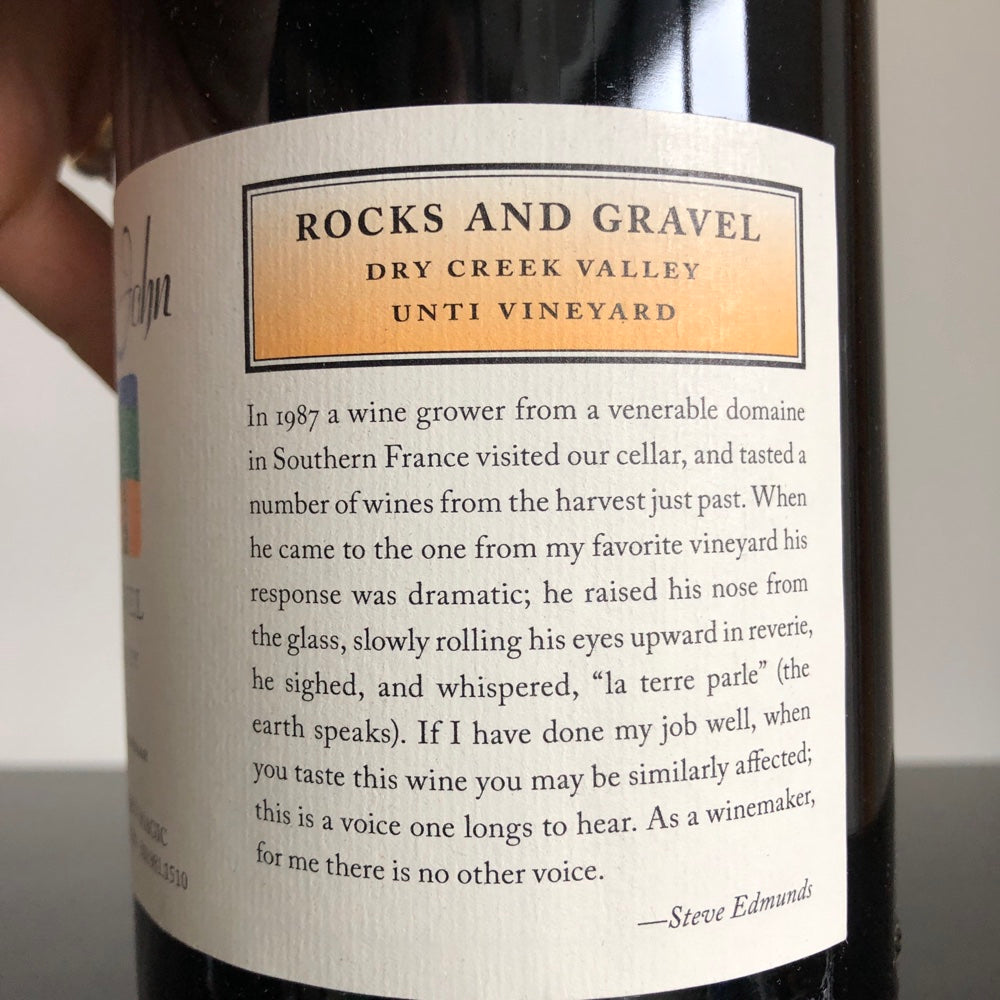 ROCKS AND GRAVEL
DRY CREEK VALLEY
UNTI VINEYARD
In 1987 a wine grower from a venerable domaine
in Southern France visited our cellar, and tasted a
number of wines from the harvest just past. When
he came to the one from my favorite vineyard his
response was dramatic; he raised his nose from
the glass, slowly rolling his eyes upward in reverie,
he sighed, and whispered, “la terre parle” (the
earth speaks). If I have done my job well, when
you taste this wine you may be similarly affected;
this is a voice one longs to hear. As a winemaker,
for me there is no other voice.
—Steve Edmunds
John